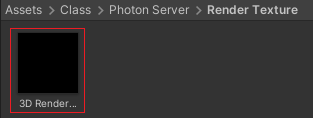 Assets > Class > Photon Server > Render Texture
3D Render...